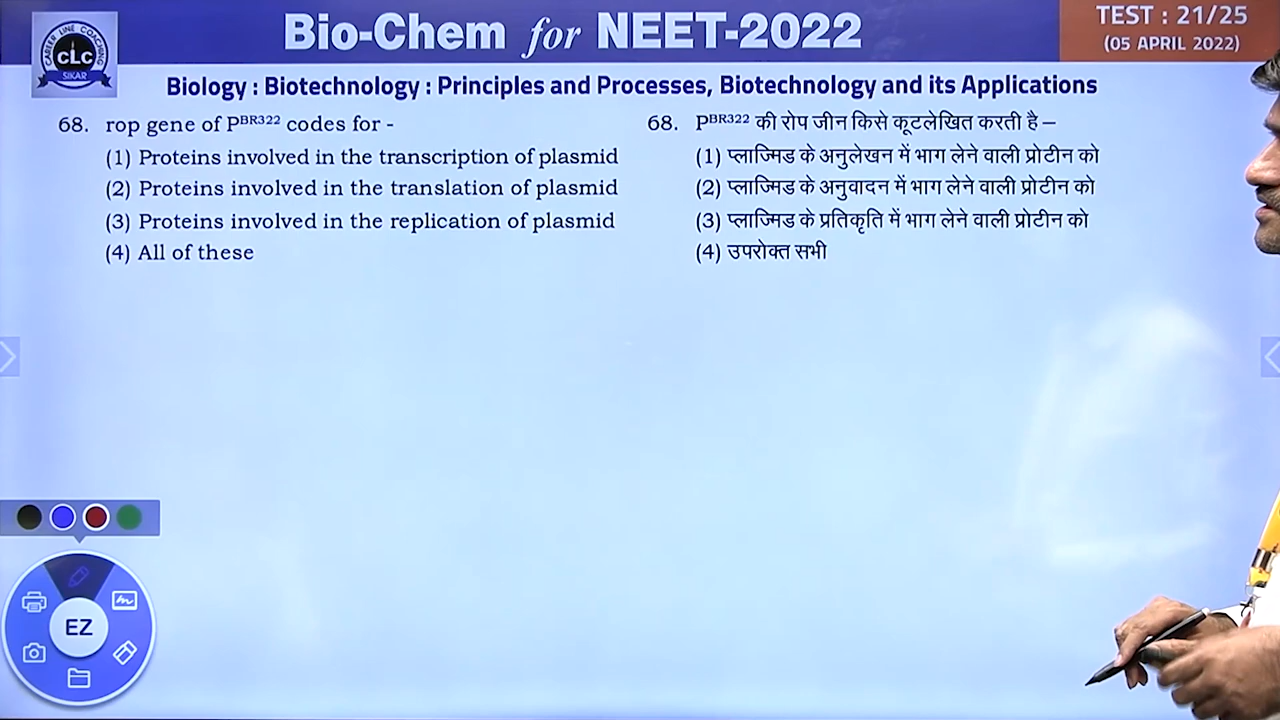 Bio-Chem for NEET-2022
TEST : 21/25
(05 APRIL 2022)
CAREER LINE COACHING
CLC
SIKAR
Biology : Biotechnology : Principles and Processes, Biotechnology and its Applications
68. rop gene of PBR322 codes for -
(1) Proteins involved in the transcription of plasmid
(2) Proteins involved in the translation of plasmid
(3) Proteins involved in the replication of plasmid
(4) All of these
68. PBR322 की रोप जीन किसे कूटलेखित करती है –
(1) प्लाज्मिड के अनुलेखन में भाग लेने वाली प्रोटीन को
(2) प्लाज्मिड के अनुवादन में भाग लेने वाली प्रोटीन को
(3) प्लाज्मिड के प्रतिकृति में भाग लेने वाली प्रोटीन को
(4) उपरोक्त सभी
EZ